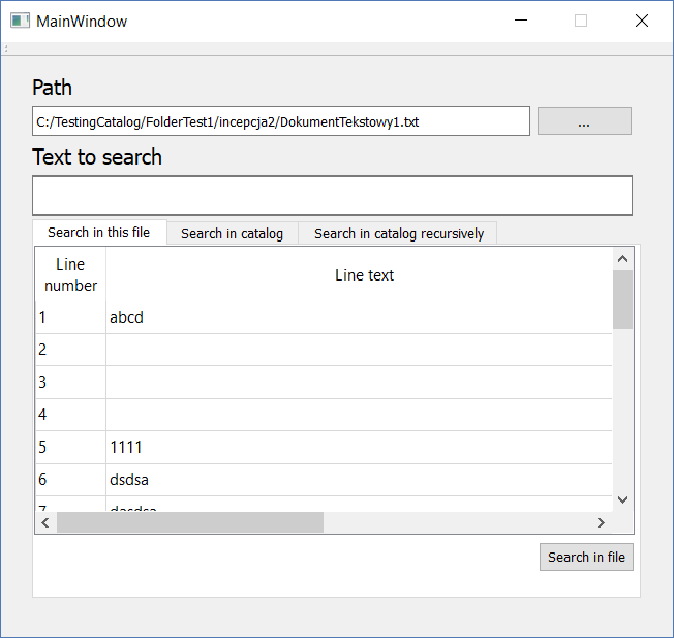 MainWindow
Path
C:/TestingCatalog/FolderTest1/incepcja2/DokumentTekstowy1.txt
...
Text to search
Search in this file Search in catalog Search in catalog recursively
Line number Line text
1 abcd
2
3
4
5 1111
6 dsdsa
7 dasdsa
Search in file